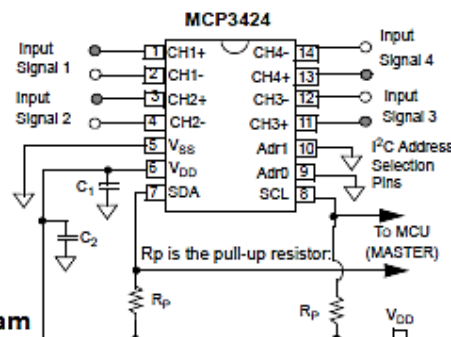 MCP3424
Input
Signal 1
1 CH1+
2 CH1-
Input
Signal 2
3 CH2+
4 CH2-
5 VSS
6 VDD
7 SDA
CH4- 14
CH4+ 13
Input
Signal 4
CH3- 12
CH3+ 11
Input
Signal 3
Adr1 10
Adr0 9
SCL 8
I²C Address
Selection
Pins
C1
C2
To MCU
(MASTER)
Rp is the pull-up resistor:
RP
RP
VDD
am